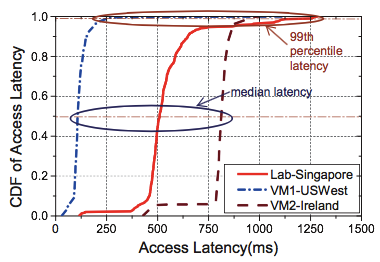 1.0
0.8
0.6
0.4
0.2
0.0
CDF of Access Latency
99th
percentile
latency
median latency
Lab-Singapore
VM1-USWest
VM2-Ireland
0 250 500 750 1000 1250 1500
Access Latency(ms)